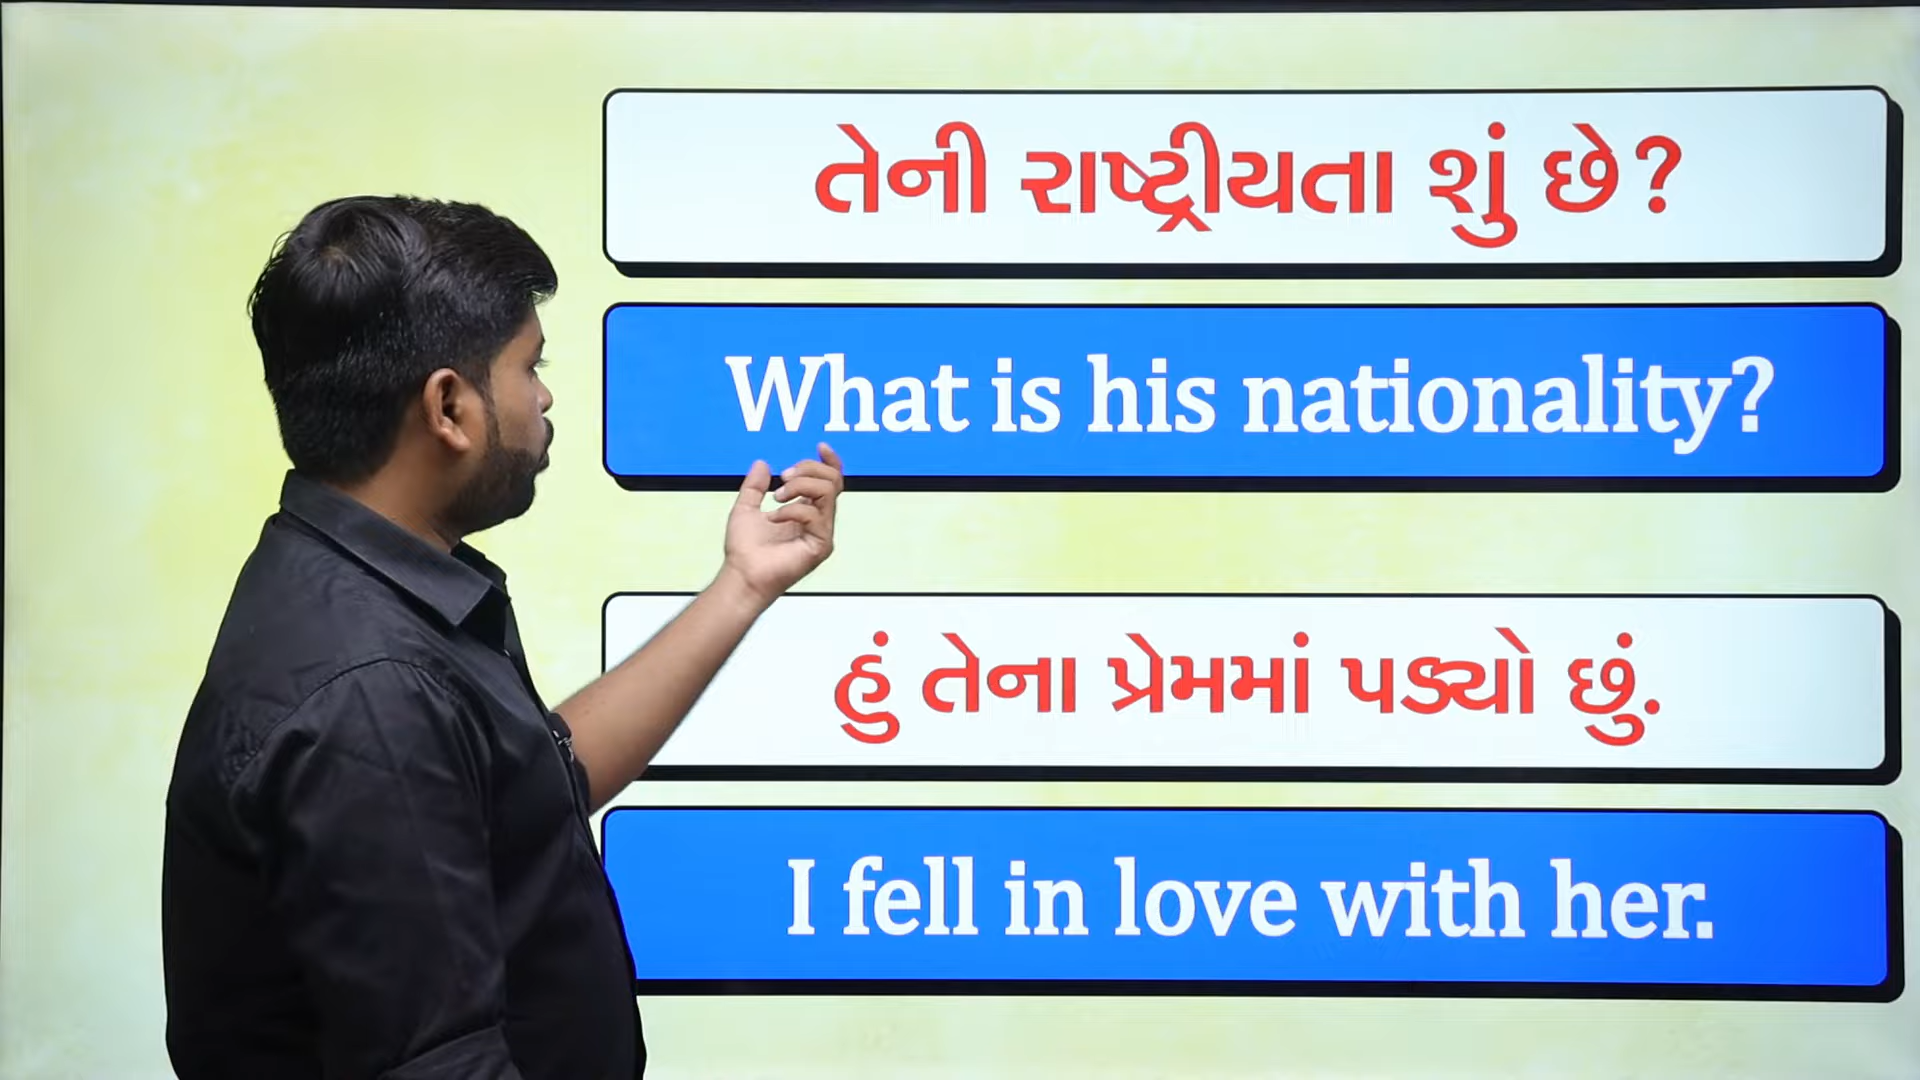 તેની રાષ્ટ્રીયતા શું છે?
What is his nationality?
હું તેના પ્રેમમાં પડ્યો છું.
I fell in love with her.